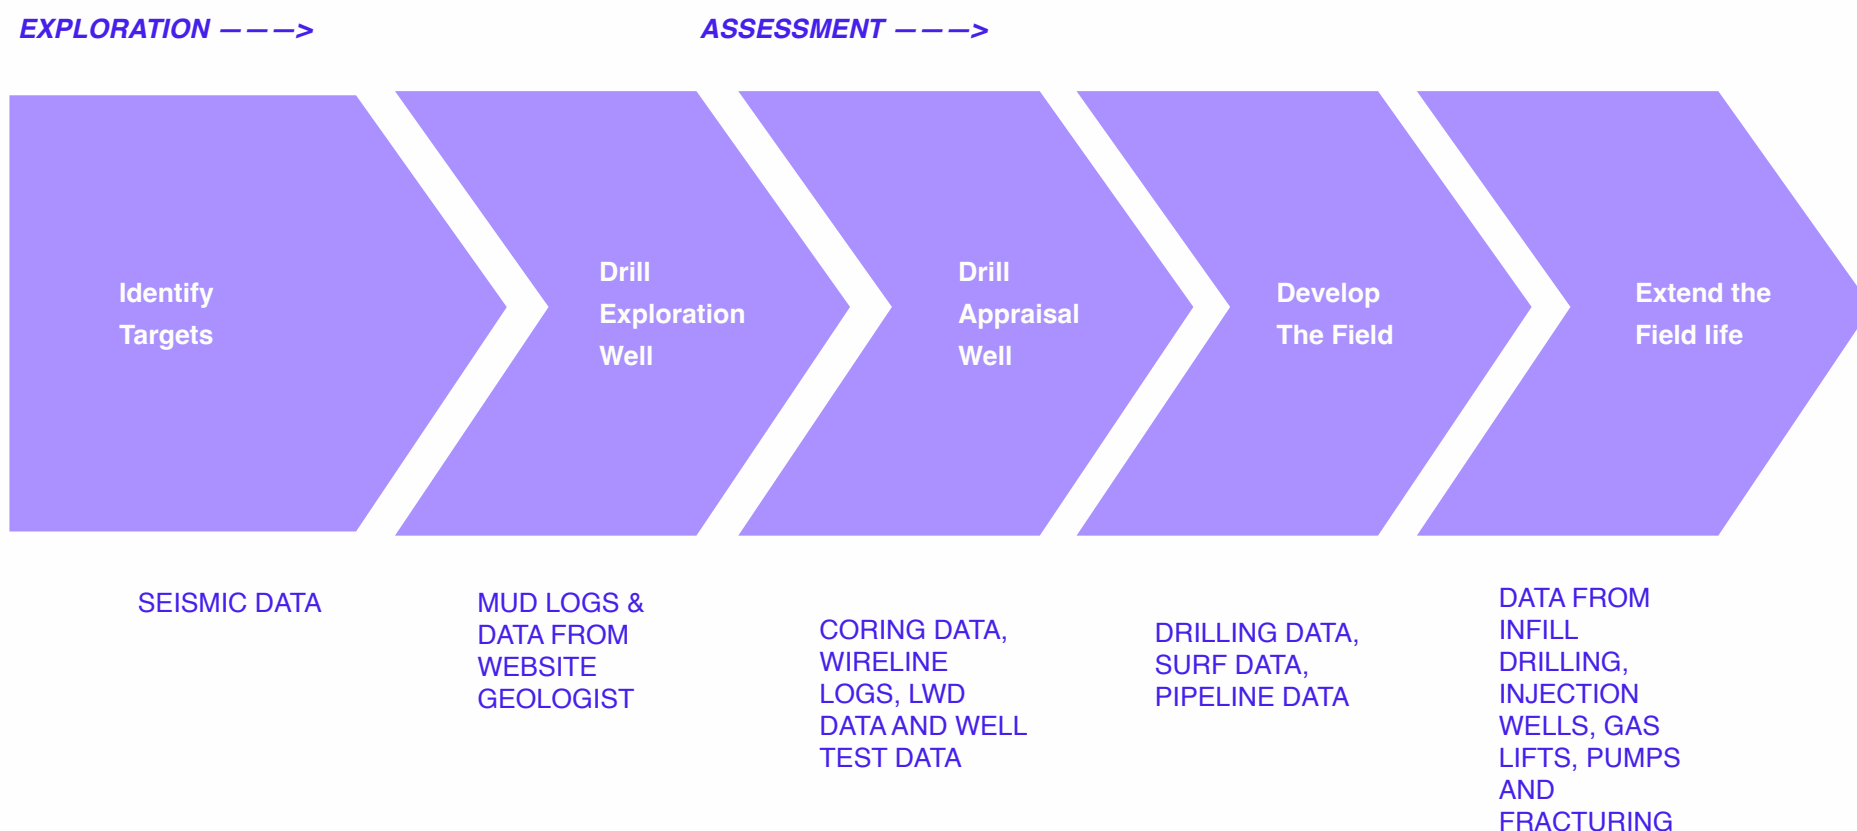 EXPLORATION — — —>
ASSESSMENT — — —>
Identify
Targets
Drill
Exploration
Well
Drill
Appraisal
Well
Develop
The Field
Extend the
Field life
SEISMIC DATA
MUD LOGS &
DATA FROM
WEBSITE
GEOLOGIST
CORING DATA,
WIRELINE
LOGS, LWD
DATA AND WELL
TEST DATA
DRILLING DATA,
SURF DATA,
PIPELINE DATA
DATA FROM
INFILL
DRILLING,
INJECTION
WELLS, GAS
LIFTS, PUMPS
AND
FRACTURING